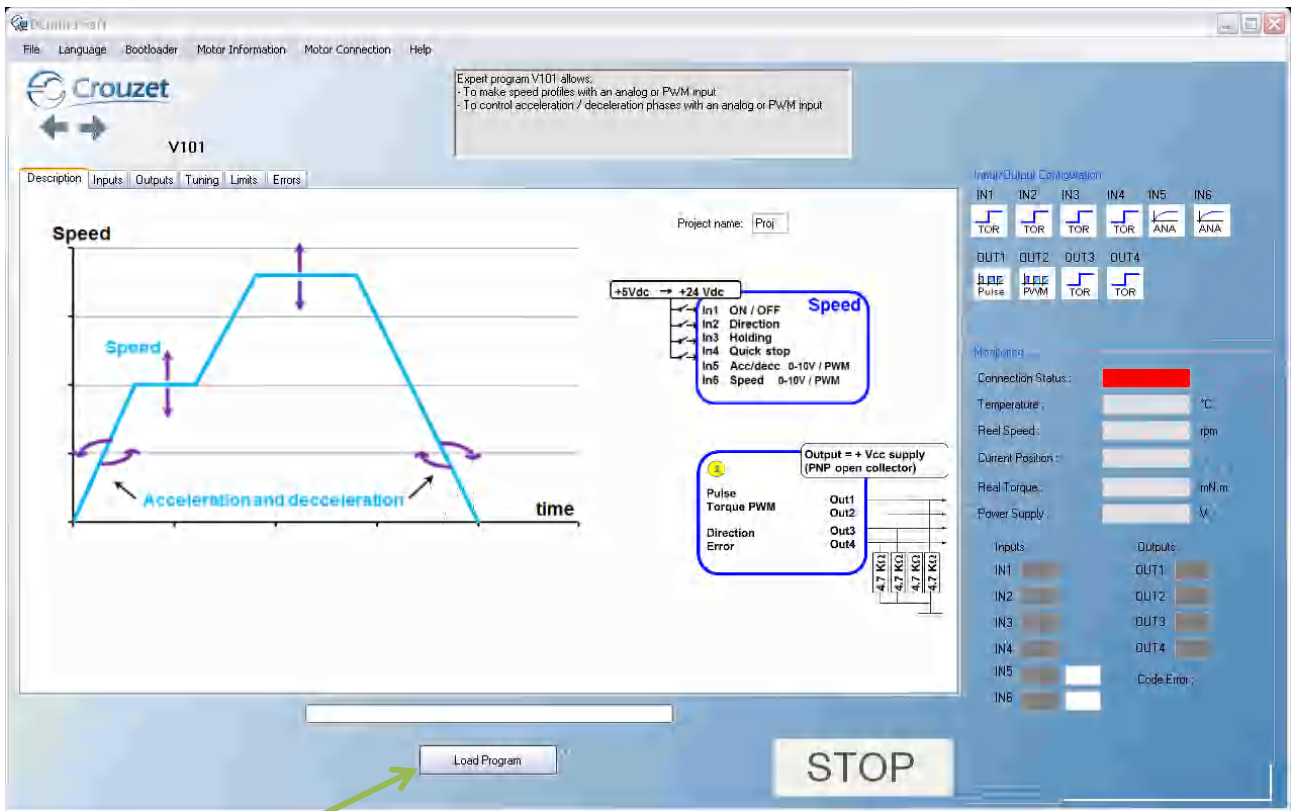 File Language Bootloader Motor Information Motor Connection Help
Crouzet
V101
Expert program V101 allows:
- To make speed profiles with an analog or PWM input
- To control acceleration / deceleration phases with an analog or PWM input
Description Inputs Outputs Tuning Limits Errors
Project name: Proj
Speed
Speed
Acceleration and decceleration
time
+5Vdc → +24 Vdc
Speed
In1 ON / OFF
In2 Direction
In3 Holding
In4 Quick stop
In5 Acc/decc 0-10V / PWM
In6 Speed 0-10V / PWM
Output = + Vcc supply
(PNP open collector)
Pulse Out1
Torque PWM Out2
Direction Out3
Error Out4
4.7 KΩ 4.7 KΩ 4.7 KΩ 4.7 KΩ
Input/Output Configuration
IN1 IN2 IN3 IN4 IN5 IN6
TOR TOR TOR TOR ANA ANA
OUT1 OUT2 OUT3 OUT4
Pulse PWM TOR TOR
Monitoring
Connection Status :
Temperature : °C
Reel Speed : rpm
Current Position :
Real Torque : mN.m
Power Supply : V
Inputs Outputs
IN1 OUT1
IN2 OUT2
IN3 OUT3
IN4 OUT4
IN5 Code Error :
IN6
Load Program
STOP